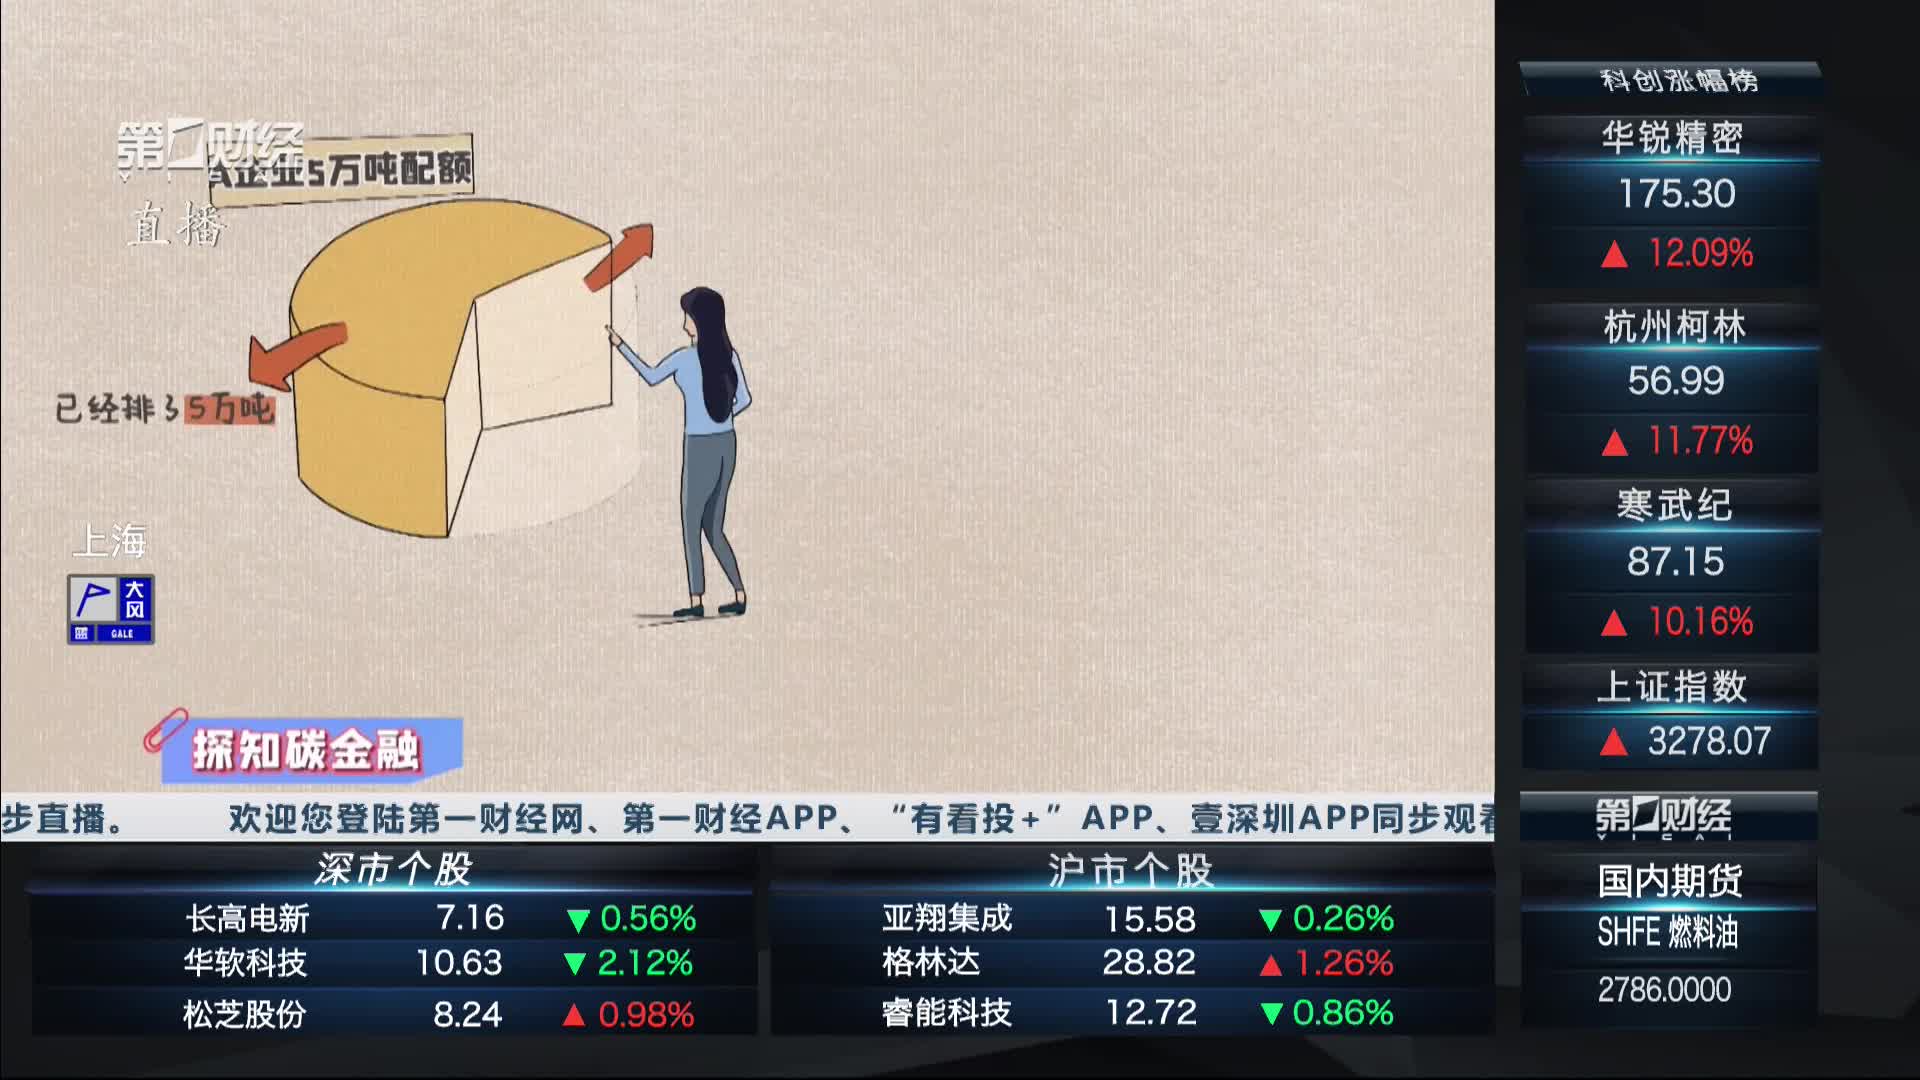 第一财经
YICAI
直播
A企业5万吨配额
已经排了5万吨
上海
大风
蓝 GALE
探知碳金融
步直播。 欢迎您登陆第一财经网、第一财经APP、“有看投+”APP、壹深圳APP同步观看
深市个股
长高电新 7.16 ▼ 0.56%
华软科技 10.63 ▼ 2.12%
松芝股份 8.24 ▲ 0.98%
沪市个股
亚翔集成 15.58 ▼ 0.26%
格林达 28.82 ▲ 1.26%
睿能科技 12.72 ▼ 0.86%
科创涨幅榜
华锐精密
175.30
▲ 12.09%
杭州柯林
56.99
▲ 11.77%
寒武纪
87.15
▲ 10.16%
上证指数
▲ 3278.07
第一财经
YICAI
国内期货
SHFE 燃料油
2786.0000